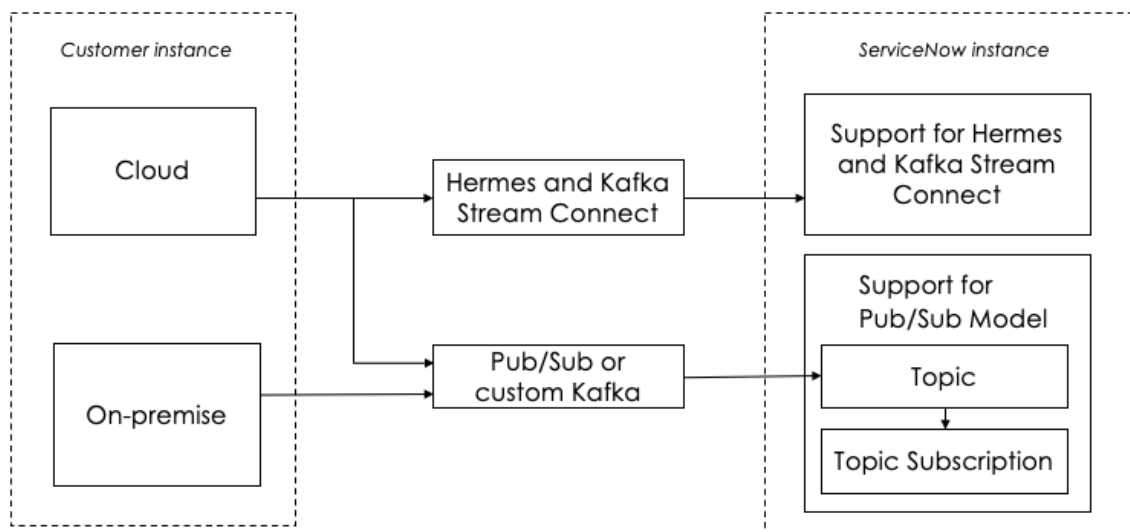 Customer instance
ServiceNow instance
Cloud
Hermes and Kafka
Stream Connect
Support for Hermes
and Kafka Stream
Connect
On-premise
Pub/Sub or
custom Kafka
Support for
Pub/Sub Model
Topic
Topic Subscription